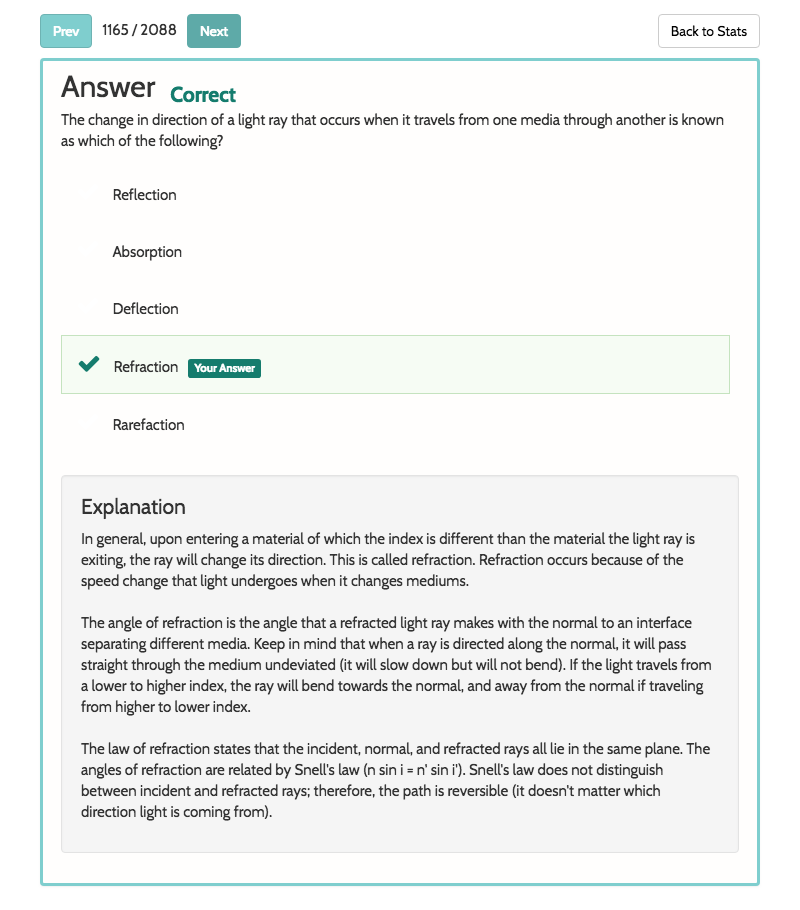 Prev 1165 / 2088 Next Back to Stats
Answer Correct
The change in direction of a light ray that occurs when it travels from one media through another is known
as which of the following?
Reflection
Absorption
Deflection
Refraction Your Answer
Rarefaction
Explanation
In general, upon entering a material of which the index is different than the material the light ray is
exiting, the ray will change its direction. This is called refraction. Refraction occurs because of the
speed change that light undergoes when it changes mediums.
The angle of refraction is the angle that a refracted light ray makes with the normal to an interface
separating different media. Keep in mind that when a ray is directed along the normal, it will pass
straight through the medium undeviated (it will slow down but will not bend). If the light travels from
a lower to higher index, the ray will bend towards the normal, and away from the normal if traveling
from higher to lower index.
The law of refraction states that the incident, normal, and refracted rays all lie in the same plane. The
angles of refraction are related by Snell's law (n sin i = n' sin i'). Snell's law does not distinguish
between incident and refracted rays; therefore, the path is reversible (it doesn't matter which
direction light is coming from).